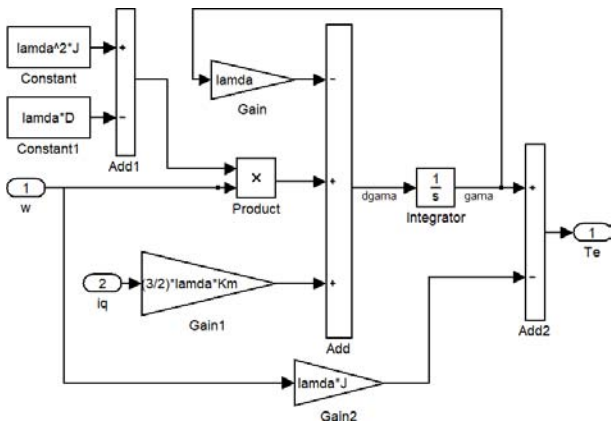 lamda^2*J
+
Constant
lamda
−
Gain
lamda*D
−
Constant1
Add1
1
w
×
Product
+
dgama
1
s
Integrator
gama
+
1
Te
2
iq
(3/2)*lamda*Km
Gain1
+
Add
−
Add2
lamda*J
Gain2